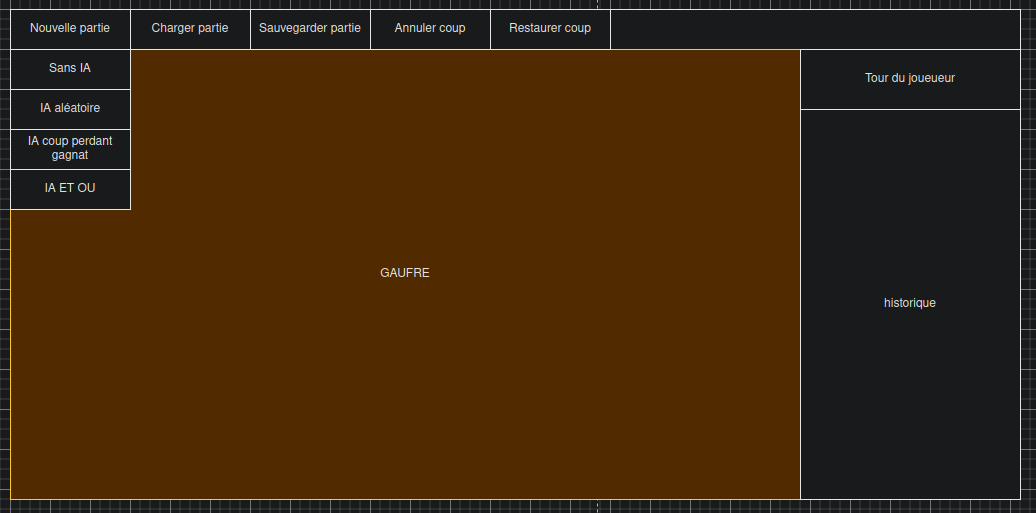 Nouvelle partie
Charger partie
Sauvegarder partie
Annuler coup
Restaurer coup
Sans IA
IA aléatoire
IA coup perdant
gagnat
IA ET OU
GAUFRE
Tour du joueueur
historique